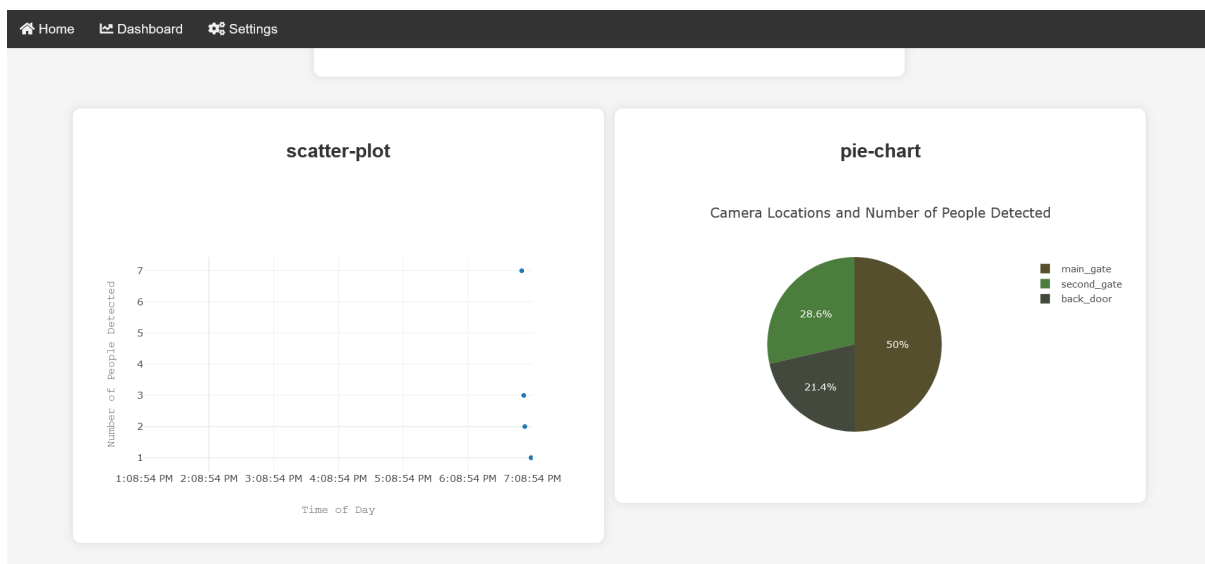 Home Dashboard Settings
scatter-plot
7
6
5
4
3
2
1
Number of People Detected
1:08:54 PM 2:08:54 PM 3:08:54 PM 4:08:54 PM 5:08:54 PM 6:08:54 PM 7:08:54 PM
Time of Day
pie-chart
Camera Locations and Number of People Detected
28.6%
50%
21.4%
main_gate
second_gate
back_door